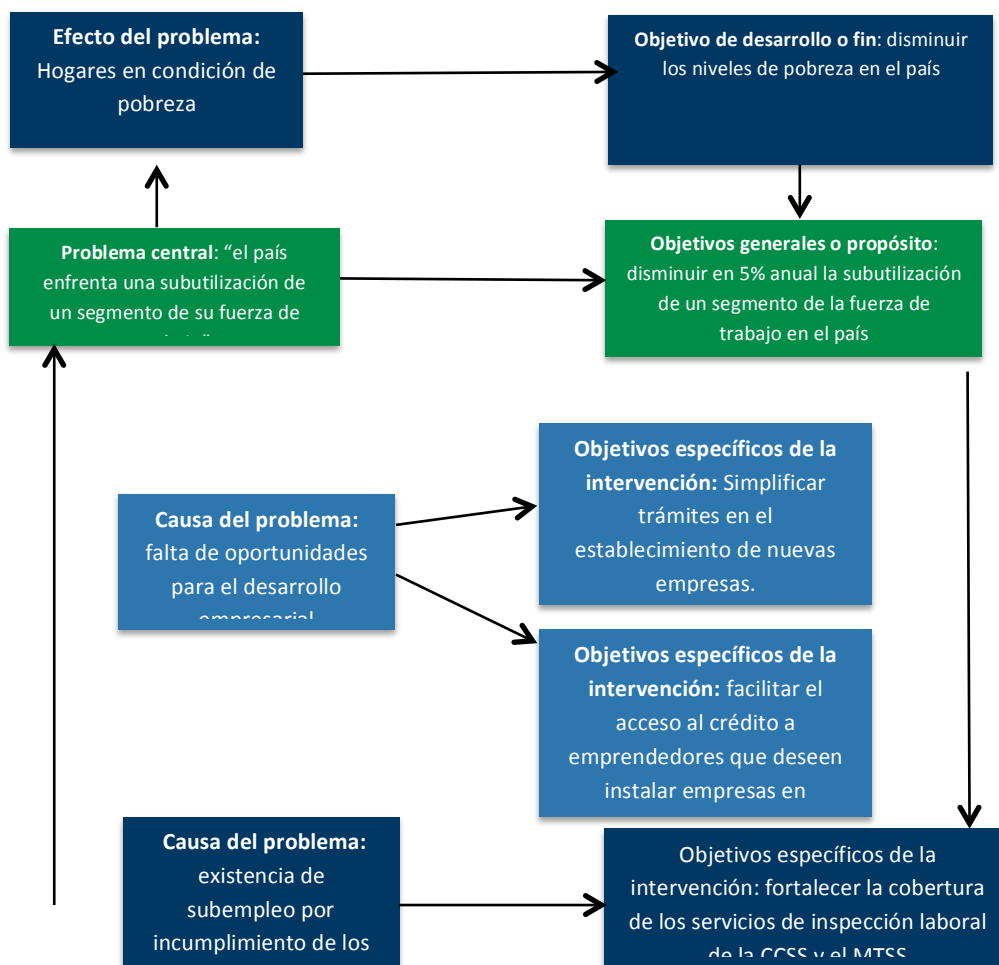 Efecto del problema:
Hogares en condición de
pobreza
Objetivo de desarrollo o fin: disminuir
los niveles de pobreza en el país
Problema central: “el país
enfrenta una subutilización de
un segmento de su fuerza de
Objetivos generales o propósito:
disminuir en 5% anual la subutilización
de un segmento de la fuerza de
trabajo en el país
Objetivos específicos de la
intervención: Simplificar
trámites en el
establecimiento de nuevas
empresas.
Causa del problema:
falta de oportunidades
para el desarrollo
empresarial
Objetivos específicos de la
intervención: facilitar el
acceso al crédito a
emprendedores que deseen
instalar empresas en
Causa del problema:
existencia de
subempleo por
incumplimiento de los
Objetivos específicos de la
intervención: fortalecer la cobertura
de los servicios de inspección laboral
de la CCSS y el MTSS